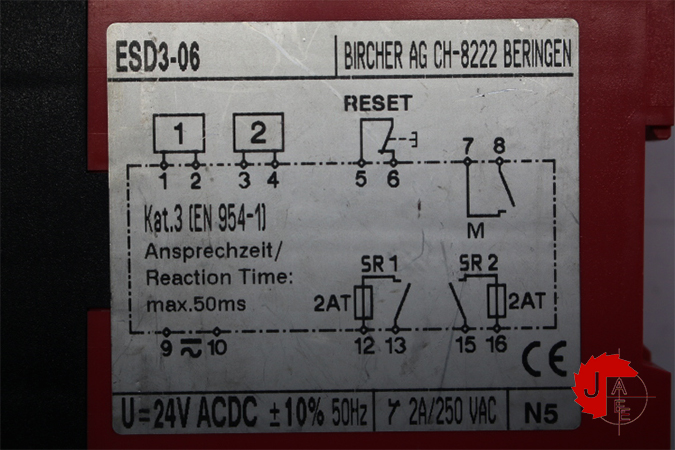 ESD3-06 BIRCHER AG CH-8222 BERINGEN
RESET
1 2
7 8
1 2 3 4 5 6
Kat.3 (EN 954-1)
M
Ansprechzeit/
Reaction Time:
max.50ms
SR 1 SR 2
2AT 2AT
9 10 12 13 15 16
CE
U=24V ACDC ±10% 50Hz 2A/250 VAC N5
J A